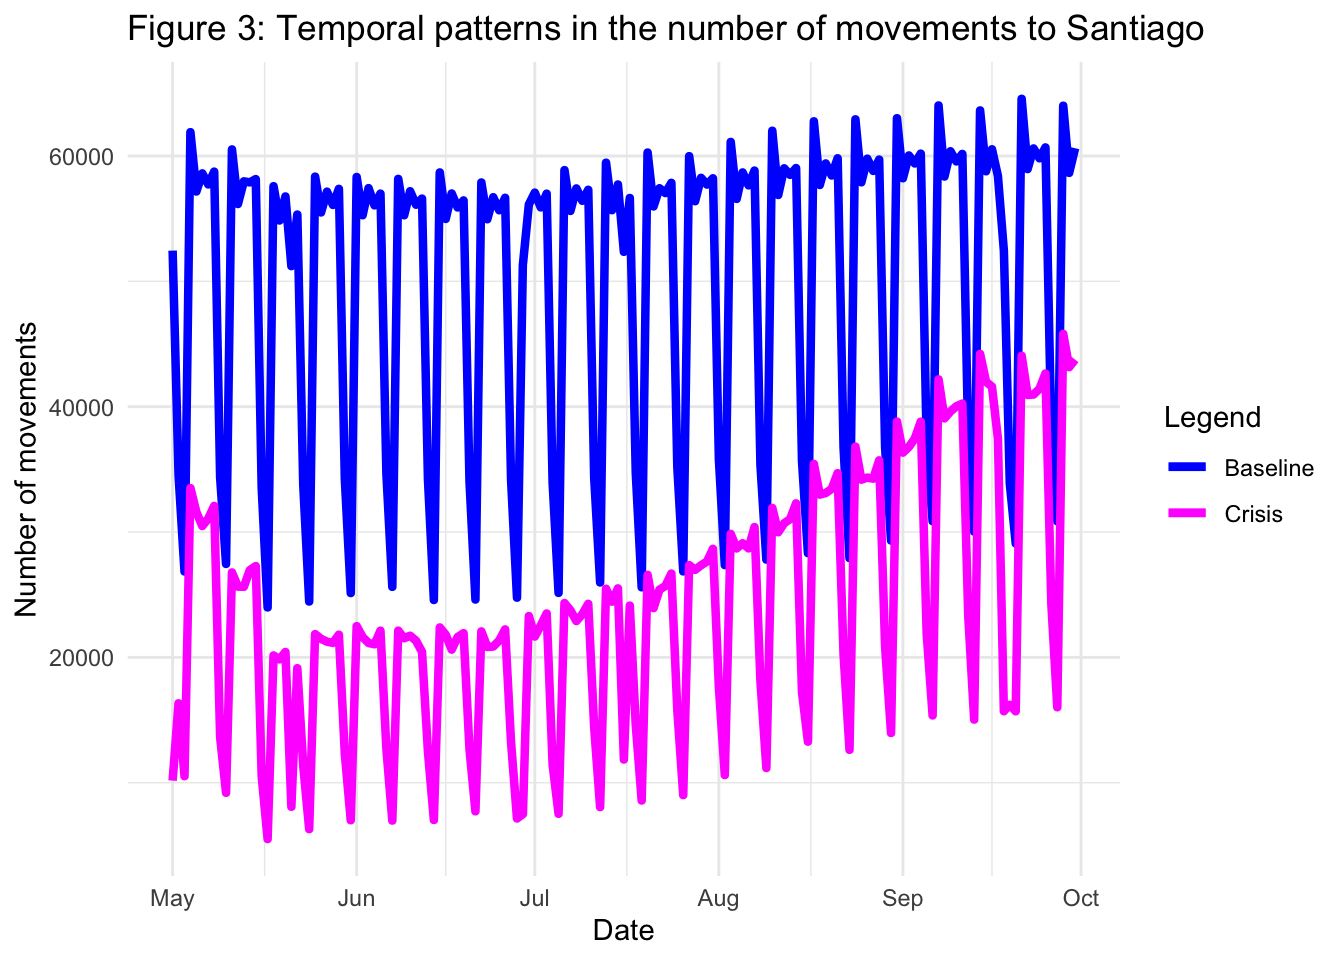 Figure 3: Temporal patterns in the number of movements to Santiago
60000
40000
20000
Number of movements
May Jun Jul Aug Sep Oct
Date
Legend
Baseline
Crisis